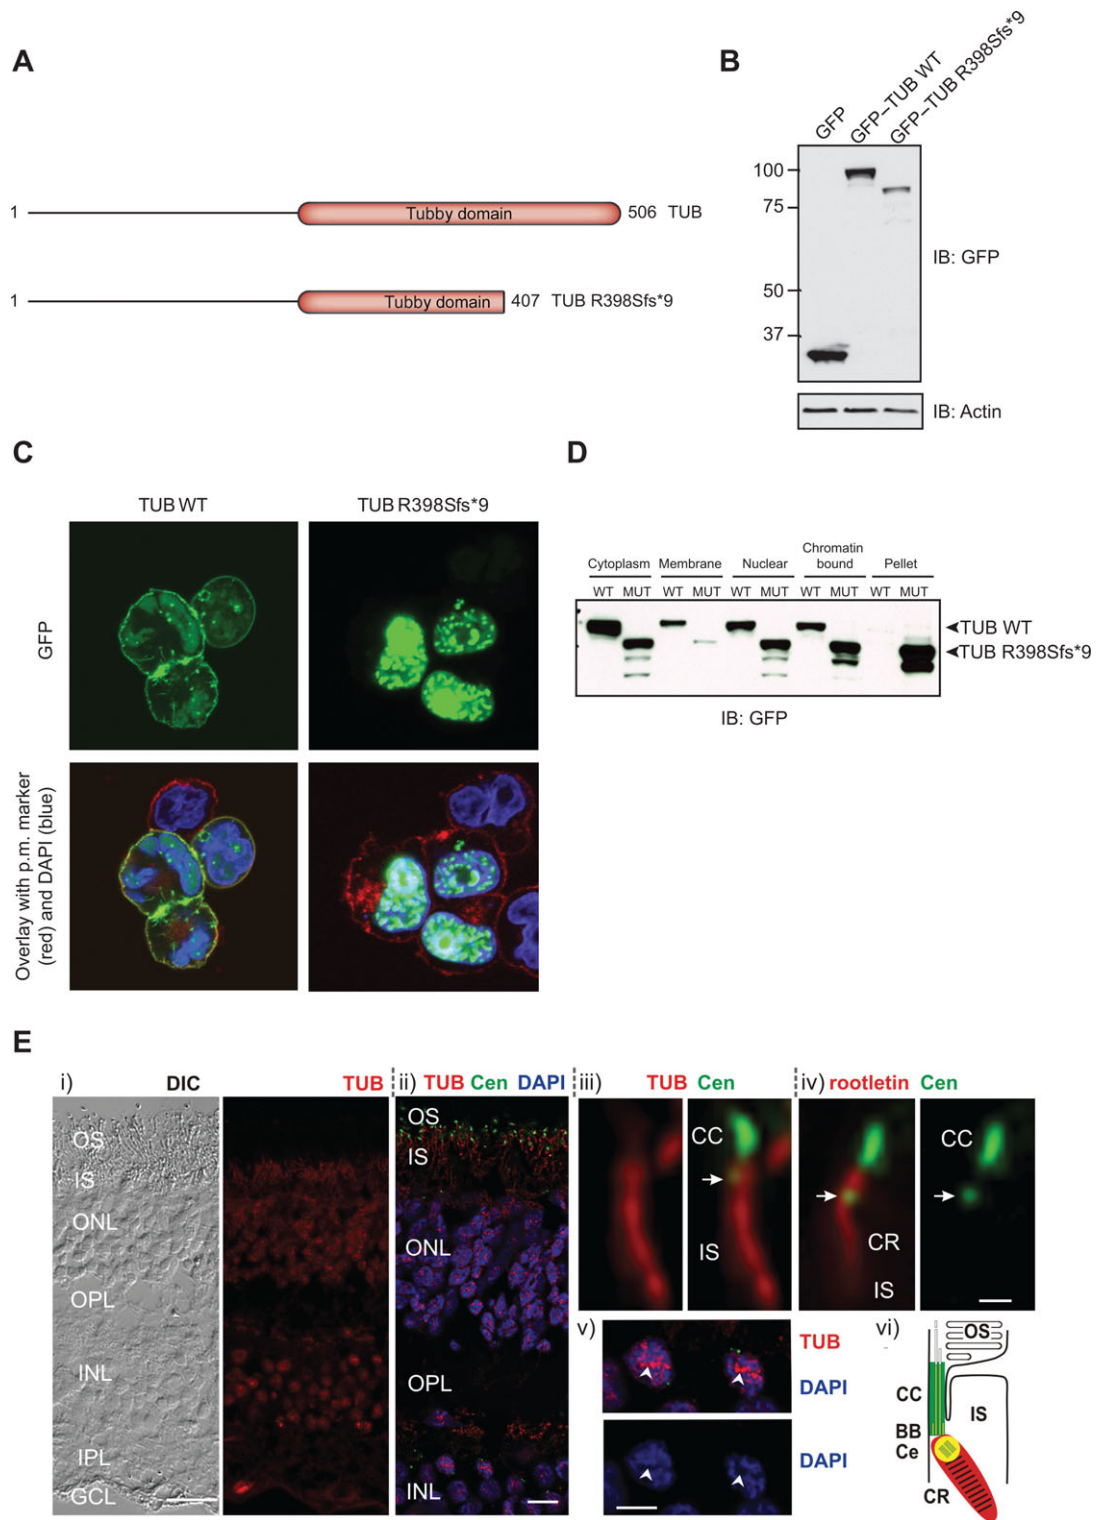 A
1
Tubby domain
506 TUB
1
Tubby domain
407 TUB R398Sfs*9
B
GFP
GFP–TUB WT
GFP–TUB R398Sfs*9
100
75
50
37
IB: GFP
IB: Actin
C
TUB WT
TUB R398Sfs*9
GFP
Overlay with p.m. marker
(red) and DAPI (blue)
D
Cytoplasm Membrane Nuclear Chromatin bound Pellet
WT MUT WT MUT WT MUT WT MUT WT MUT
TUB WT
TUB R398Sfs*9
IB: GFP
E
i) DIC TUB
OS
IS
ONL
OPL
INL
IPL
GCL
ii) TUB Cen DAPI
OS
IS
ONL
OPL
INL
iii) TUB Cen
CC
IS
iv) rootletin Cen
CR
IS
CC
v)
TUB
DAPI
DAPI
vi)
OS
CC
IS
BB
Ce
CR